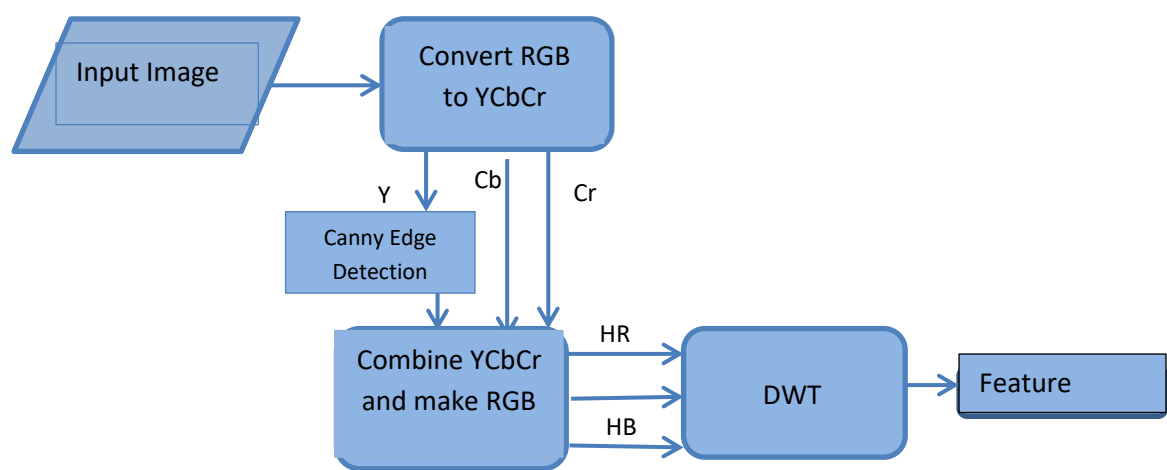 Input Image
Convert RGB
to YCbCr
Y
Cb
Cr
Canny Edge
Detection
Combine YCbCr
and make RGB
HR
HB
DWT
Feature